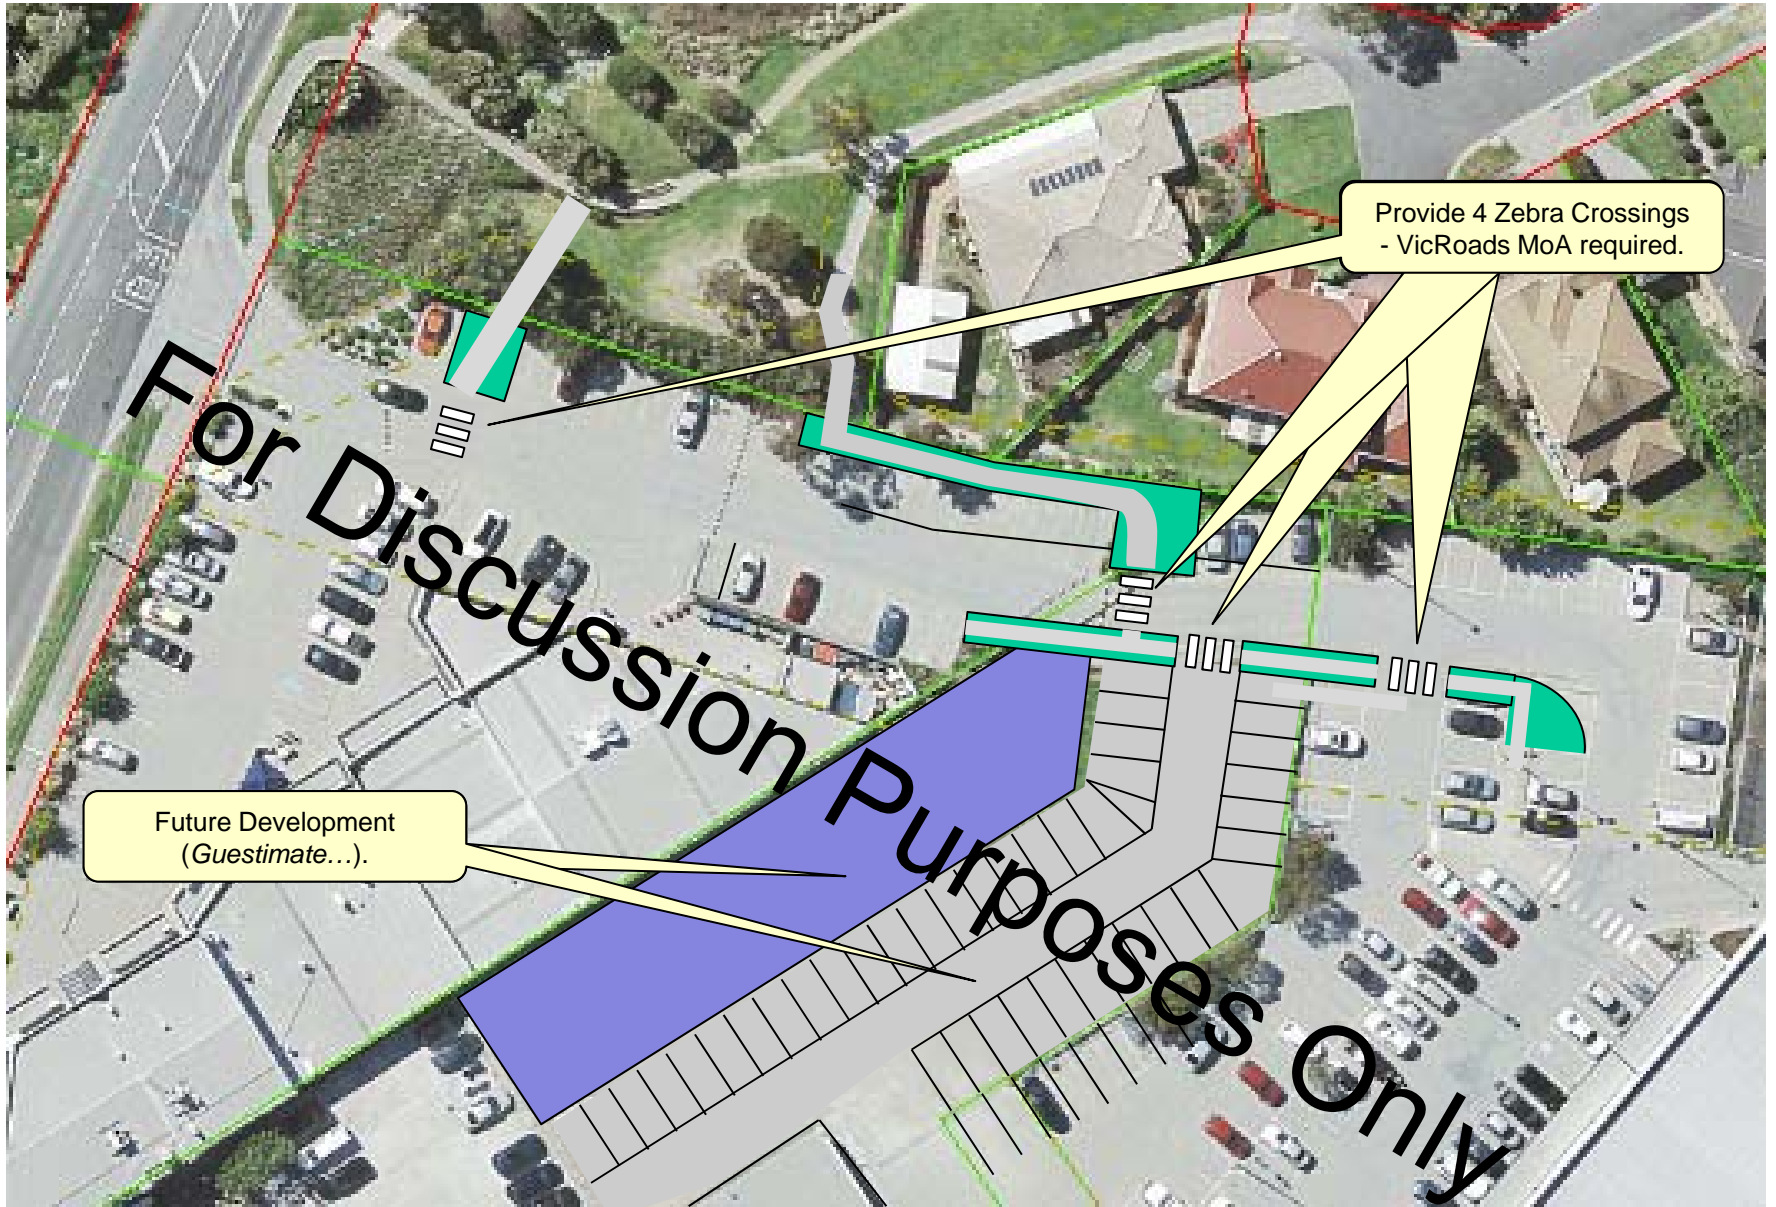 Provide 4 Zebra Crossings
- VicRoads MoA required.
For Discussion Purposes Only
Future Development
(Guestimate…).